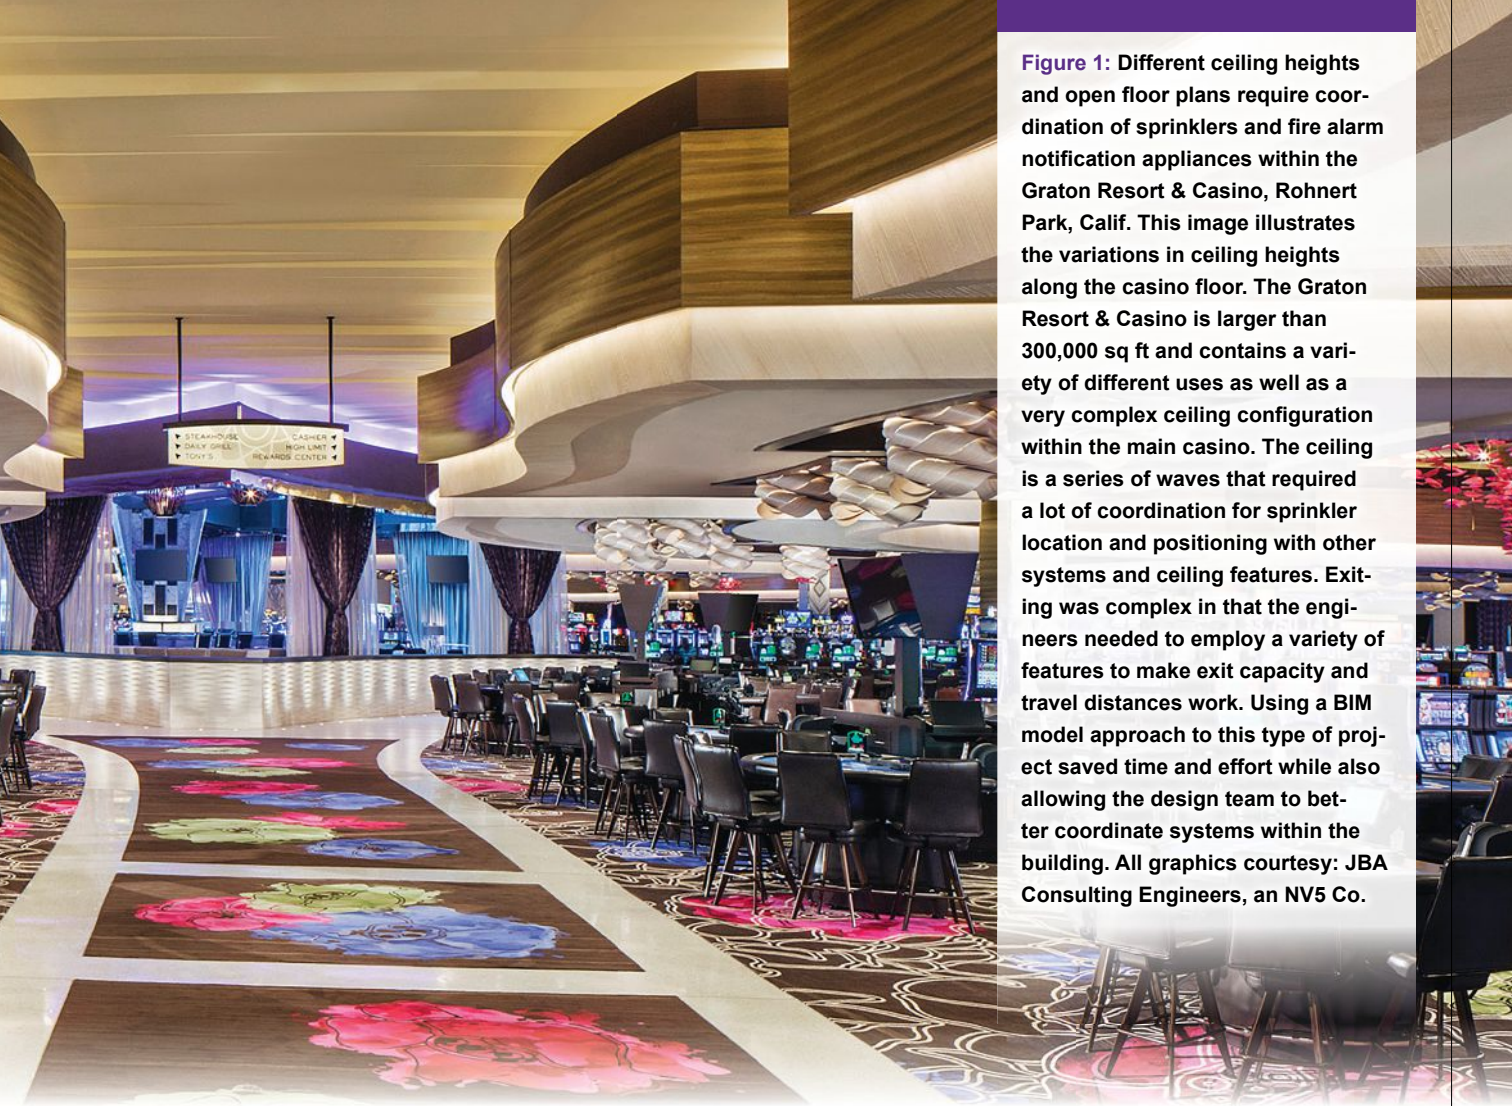 Figure 1: Different ceiling heights
and open floor plans require coor-
dination of sprinklers and fire alarm
notification appliances within the
Graton Resort & Casino, Rohnert
Park, Calif. This image illustrates
the variations in ceiling heights
along the casino floor. The Graton
Resort & Casino is larger than
300,000 sq ft and contains a vari-
ety of different uses as well as a
very complex ceiling configuration
within the main casino. The ceiling
is a series of waves that required
a lot of coordination for sprinkler
location and positioning with other
systems and ceiling features. Exit-
ing was complex in that the engi-
neers needed to employ a variety of
features to make exit capacity and
travel distances work. Using a BIM
model approach to this type of proj-
ect saved time and effort while also
allowing the design team to bet-
ter coordinate systems within the
building. All graphics courtesy: JBA
Consulting Engineers, an NV5 Co.
STEAKHOUSE CASHIER
DAILY GRILL HIGH LIMIT
TONY'S REWARDS CENTER